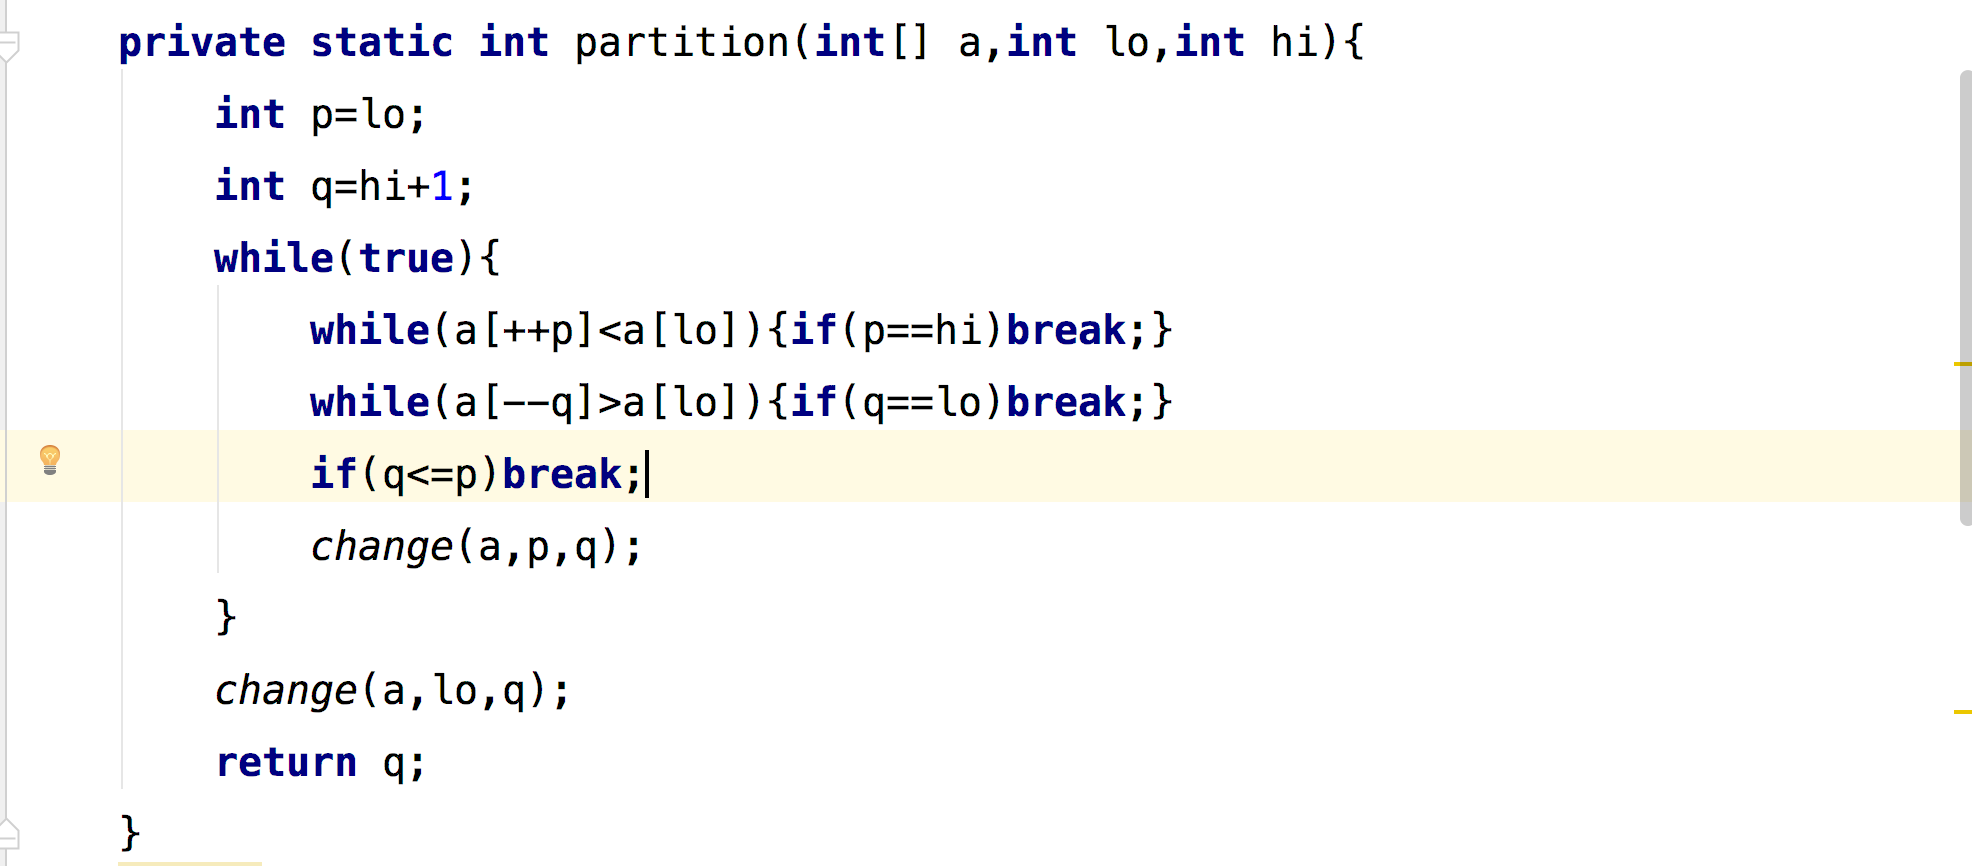 private static int partition(int[] a,int lo,int hi){
int p=lo;
int q=hi+1;
while(true){
while(a[++p]<a[lo]){if(p==hi)break;}
while(a[--q]>a[lo]){if(q==lo)break;}
if(q<=p)break;
change(a,p,q);
}
change(a,lo,q);
return q;
}